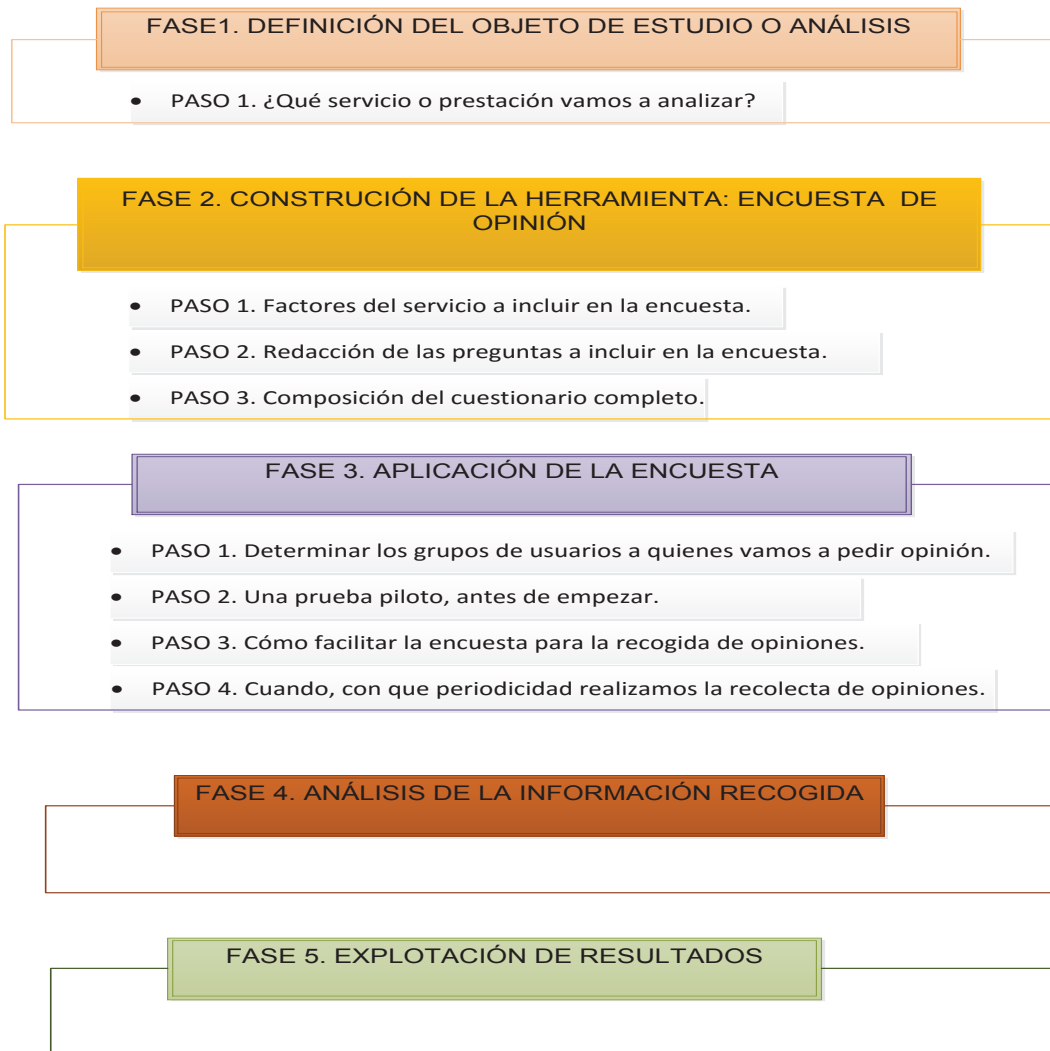 FASE1. DEFINICIÓN DEL OBJETO DE ESTUDIO O ANÁLISIS
• PASO 1. ¿Qué servicio o prestación vamos a analizar?
FASE 2. CONSTRUCIÓN DE LA HERRAMIENTA: ENCUESTA DE
OPINIÓN
• PASO 1. Factores del servicio a incluir en la encuesta.
• PASO 2. Redacción de las preguntas a incluir en la encuesta.
• PASO 3. Composición del cuestionario completo.
FASE 3. APLICACIÓN DE LA ENCUESTA
• PASO 1. Determinar los grupos de usuarios a quienes vamos a pedir opinión.
• PASO 2. Una prueba piloto, antes de empezar.
• PASO 3. Cómo facilitar la encuesta para la recogida de opiniones.
• PASO 4. Cuando, con que periodicidad realizamos la recolecta de opiniones.
FASE 4. ANÁLISIS DE LA INFORMACIÓN RECOGIDA
FASE 5. EXPLOTACIÓN DE RESULTADOS